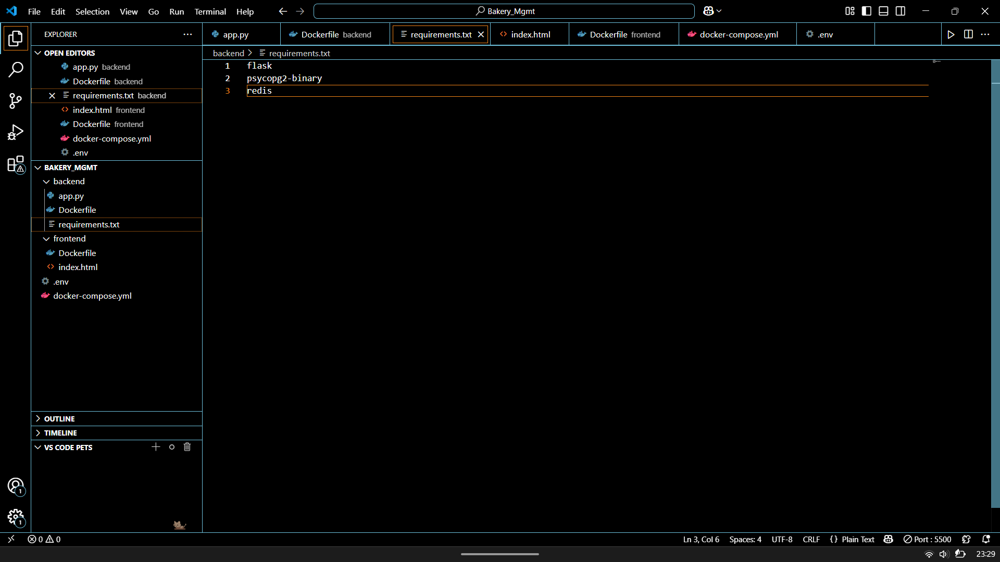 File Edit Selection View Go Run Terminal Help
Bakery_Mgmt
EXPLORER
app.py
Dockerfile backend
requirements.txt
index.html
Dockerfile frontend
docker-compose.yml
.env
OPEN EDITORS
app.py backend
Dockerfile backend
requirements.txt backend
index.html frontend
Dockerfile frontend
docker-compose.yml
.env
BAKERY_MGMT
backend
app.py
Dockerfile
requirements.txt
frontend
Dockerfile
index.html
.env
docker-compose.yml
OUTLINE
TIMELINE
VS CODE PETS
backend > requirements.txt
1 flask
2 psycopg2-binary
3 redis
1
1
0 0
Ln 3, Col 6 Spaces: 4 UTF-8 CRLF {} Plain Text Port : 5500
23:29